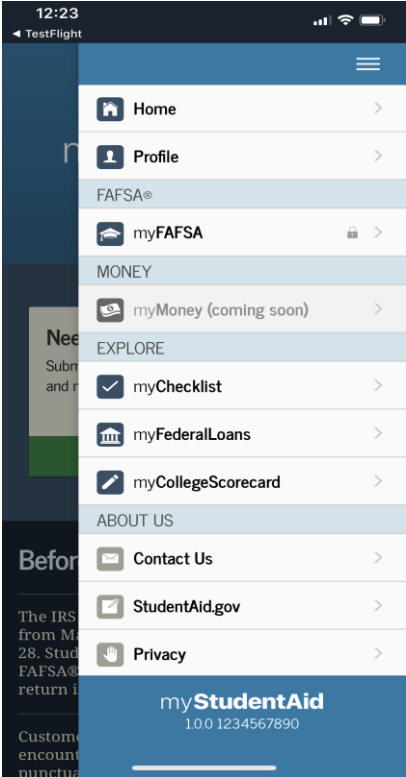 12:23
◄ TestFlight
Home
Profile
FAFSA®
myFAFSA
MONEY
myMoney (coming soon)
EXPLORE
myChecklist
myFederalLoans
myCollegeScorecard
ABOUT US
Contact Us
StudentAid.gov
Privacy
myStudentAid
1.0.0 1234567890
Subm
and
Befor
The IRS
from Ma
28. Stud
FAFSA®
return i
Custome
encount
punctua